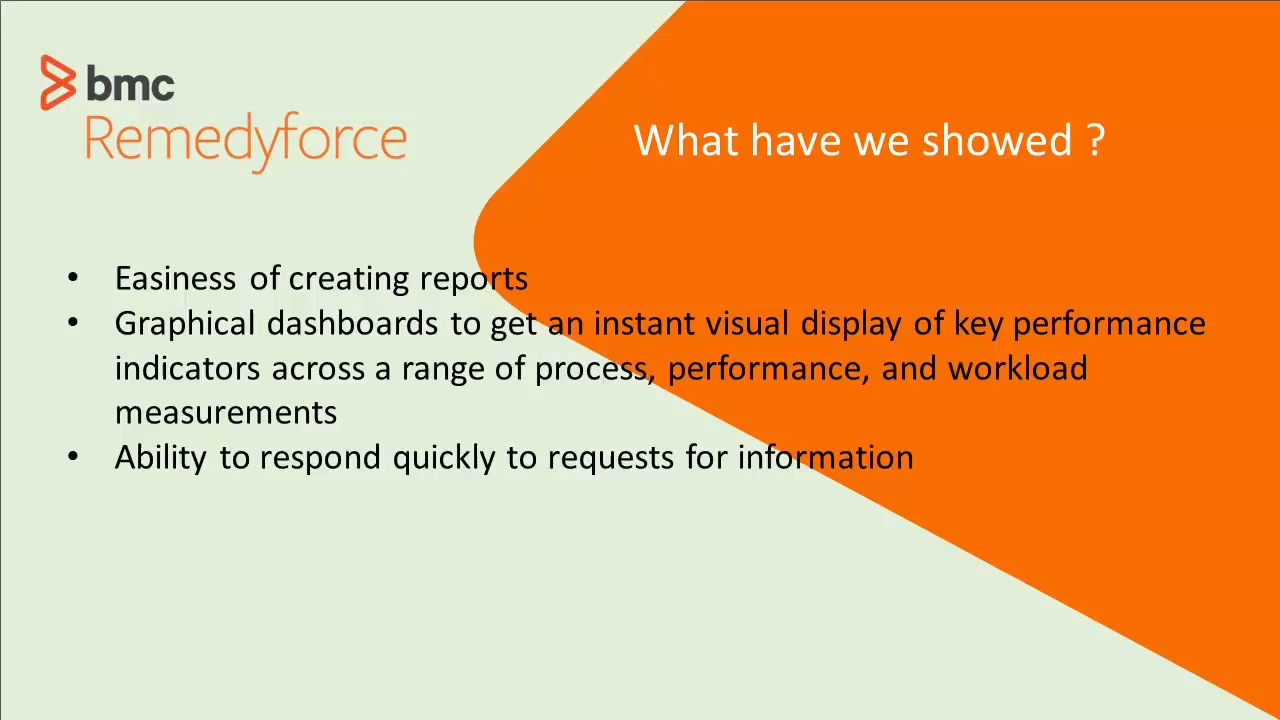 bmc
Remedyforce
What have we showed ?
• Easiness of creating reports
• Graphical dashboards to get an instant visual display of key performance
indicators across a range of process, performance, and workload
measurements
• Ability to respond quickly to requests for information